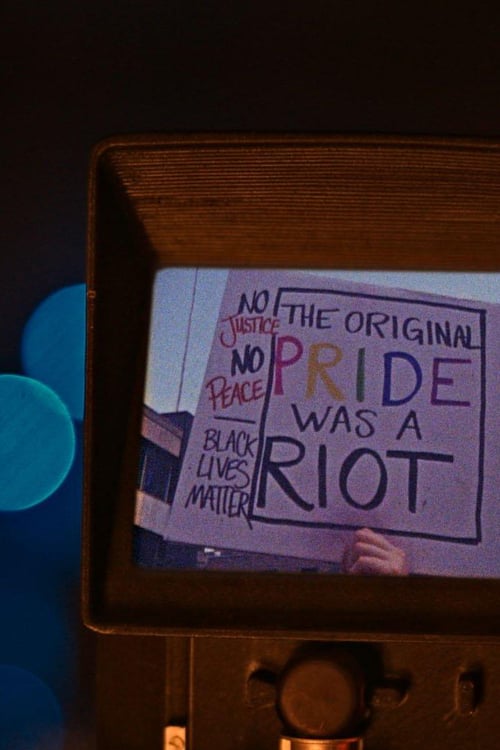 NO
JUSTICE
NO
PEACE
BLACK
LIVES
MATTER
THE ORIGINAL
PRIDE
WAS A
RIOT